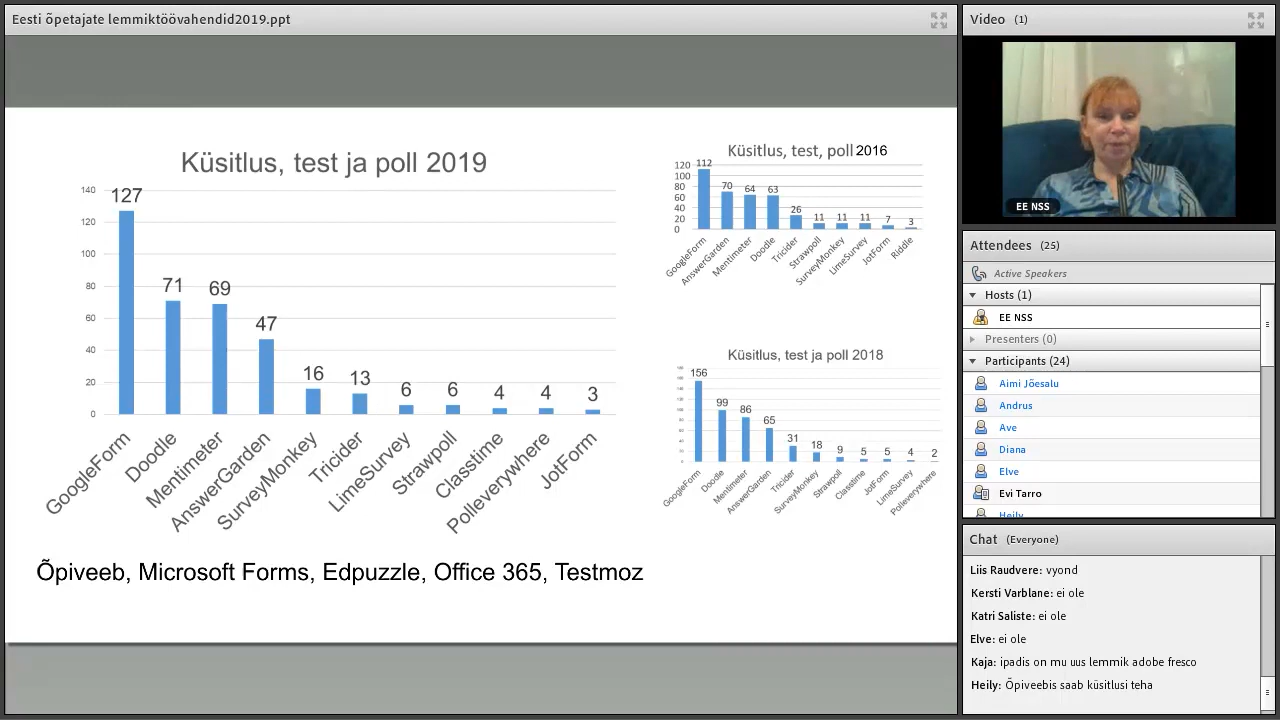 Eesti õpetajate lemmiktöövahendid2019.ppt
Küsitlus, test ja poll 2019
140
120
100
80
60
40
20
0
127
71
69
47
16
13
6
6
4
4
3
GoogleForm
Doodle
Mentimeter
AnswerGarden
SurveyMonkey
Tricider
LimeSurvey
Strawpoll
Classtime
Polleverywhere
JotForm
Õpiveeb, Microsoft Forms, Edpuzzle, Office 365, Testmoz
Küsitlus, test, poll 2016
120
100
80
60
40
20
0
112
70
64
63
26
11
11
11
7
3
GoogleForm
AnswerGarden
Mentimeter
Doodle
Tricider
Strawpoll
SurveyMonkey
LimeSurvey
JotForm
Riddle
Küsitlus, test ja poll 2018
156
99
86
65
31
18
9
5
5
4
2
GoogleForm
Doodle
Mentimeter
AnswerGarden
Tricider
SurveyMonkey
Strawpoll
Classtime
JotForm
LimeSurvey
Polleverywhere
Video (1)
EE NSS
Attendees (25)
Active Speakers
Hosts (1)
EE NSS
Presenters (0)
Participants (24)
Aimi Jõesalu
Andrus
Ave
Diana
Elve
Evi Tarro
Heily
Chat (Everyone)
Liis Raudvere: vyond
Kersti Varblane: ei ole
Katri Saliste: ei ole
Elve: ei ole
Kaja: ipadis on mu uus lemmik adobe fresco
Heily: Õpiveebis saab küsitlusi teha